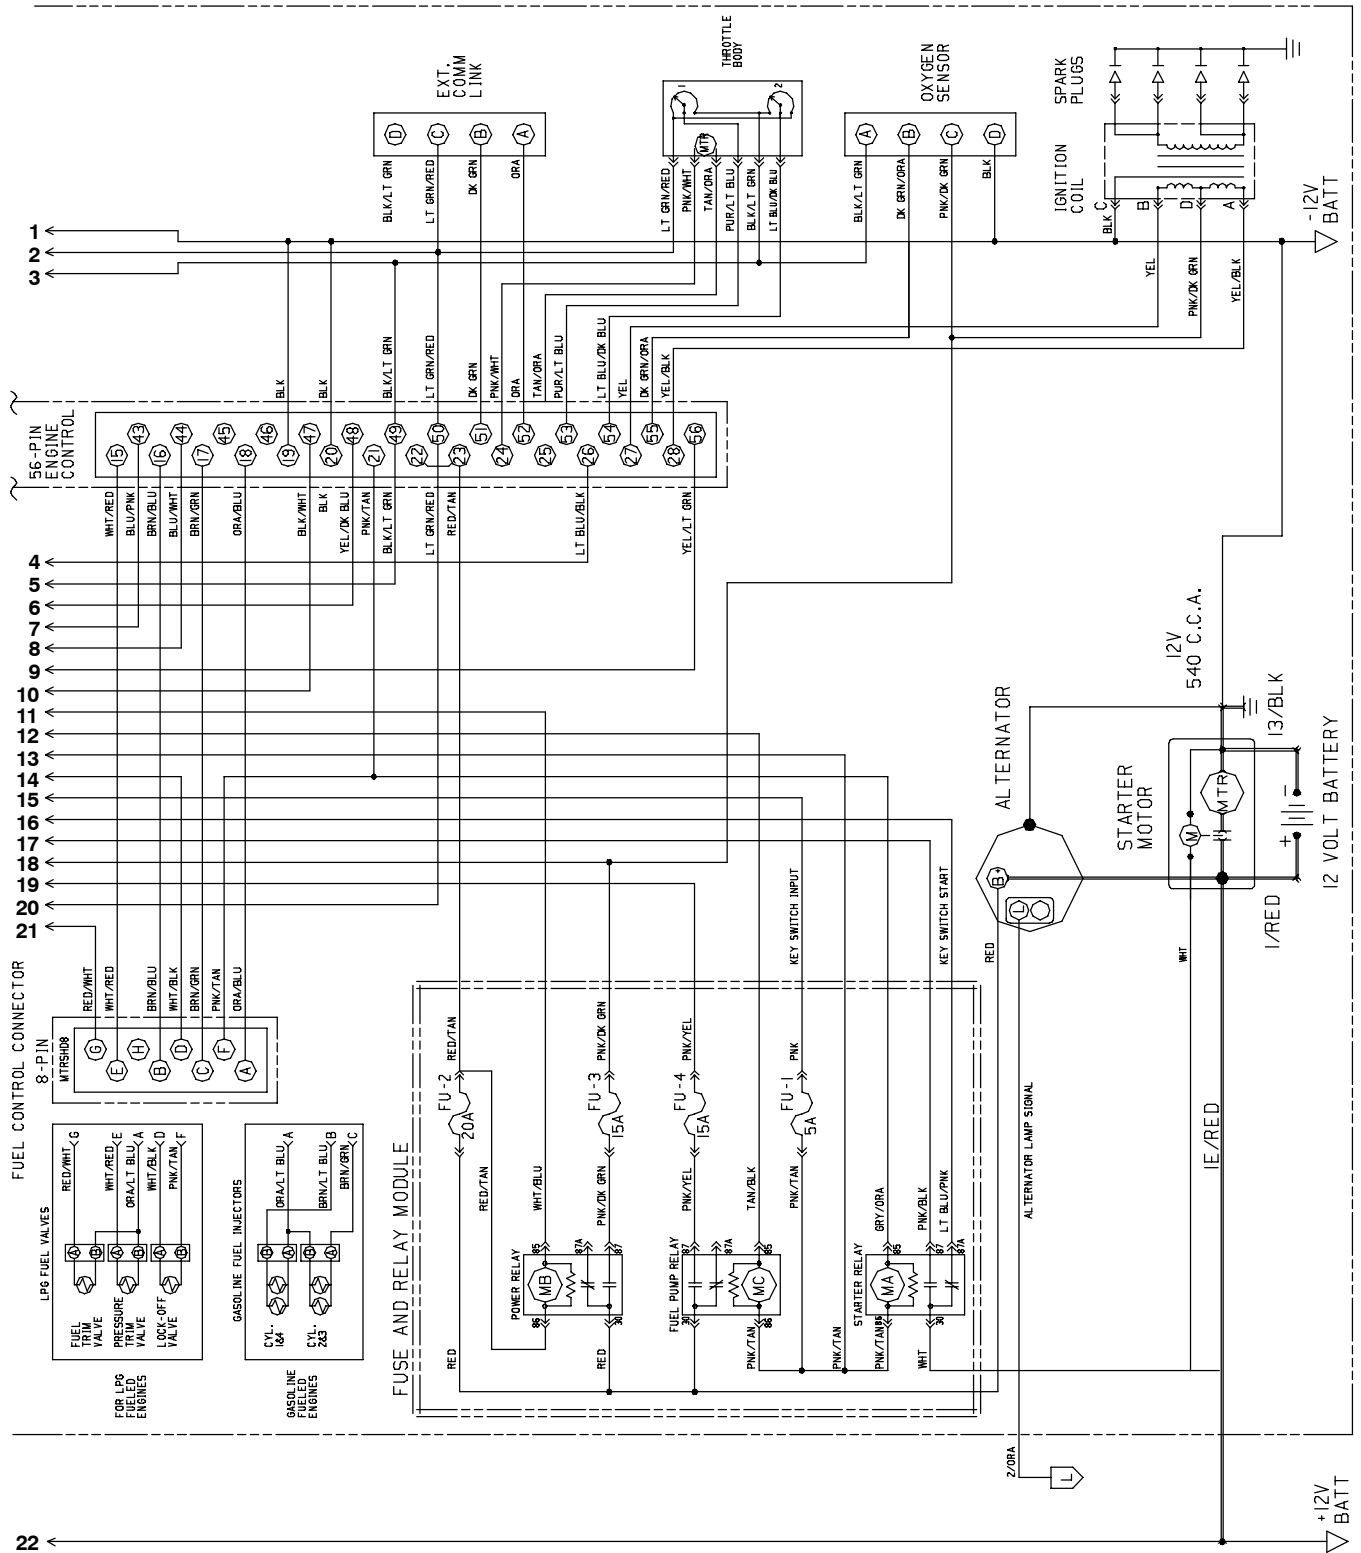 THROTTLE
BODY
EXT.
COMM
LINK
OXYGEN
SENSOR
SPARK
PLUGS
IGNITION
COIL
D
C
B
A
1
2
MTR
A
B
C
D
C
B
D
A
BLK/LT GRN
LT GRN/RED
DK GRN
ORA
LT GRN/RED
PNK/WHT
TAN/ORA
PUR/LT BLU
BLK/LT GRN
LT BLU/DK BLU
BLK/LT GRN
DK GRN/ORA
PNK/DK GRN
BLK
BLK
YEL
PNK/DK GRN
YEL/BLK
-12V
BATT
1
2
3
BLK
BLK
BLK/LT GRN
LT GRN/RED
DK GRN
PNK/WHT
ORA
TAN/ORA
PUR/LT BLU
LT BLU/DK BLU
YEL
DK GRN/ORA
YEL/BLK
56-PIN
ENGINE
CONTROL
43
44
45
46
47
48
49
50
51
52
53
54
55
56
15
16
17
18
19
20
21
22
23
24
25
26
27
28
WHT/RED
BLU/PNK
BRN/BLU
BLU/WHT
BRN/GRN
ORA/BLU
BLK/WHT
BLK
YEL/DK BLU
PNK/TAN
BLK/LT GRN
LT GRN/RED
RED/TAN
LT BLU/BLK
YEL/LT GRN
4
5
6
7
8
9
10
11
12
13
14
15
16
17
18
19
20
21
12V
540 C.C.A.
13/BLK
ALTERNATOR
STARTER
MOTOR
MTR
M
12 VOLT BATTERY
+
-
B+
L
1/RED
WHT
RED
KEY SWITCH INPUT
KEY SWITCH START
FUEL CONTROL CONNECTOR
8-PIN
MTRSHD8
RED/WHT
WHT/RED
BRN/BLU
WHT/BLK
BRN/GRN
PNK/TAN
ORA/BLU
G
H
D
F
E
B
C
A
RED/TAN
PNK/DK GRN
PNK/YEL
PNK
FU-2
20A
FU-3
15A
FU-4
15A
FU-1
5A
FUSE AND RELAY MODULE
RED/TAN
WHT/BLU
PNK/DK GRN
PNK/YEL
TAN/BLK
PNK/TAN
GRY/ORA
PNK/BLK
LT BLU/PNK
ALTERNATOR LAMP SIGNAL
1E/RED
LPG FUEL VALVES
RED/WHT
G
WHT/RED
E
ORA/LT BLU
A
WHT/BLK
D
PNK/TAN
F
A
B
A
B
A
B
FUEL
TRIM
VALVE
PRESSURE
TRIM
VALVE
LOCK-OFF
VALVE
FOR LPG
FUELED
ENGINES
GASOLINE FUEL INJECTORS
ORA/LT BLU
A
BRN/LT BLU
B
BRN/GRN
C
B
A
B
A
CYL.
1&4
CYL.
2&3
GASOLINE
FUELED
ENGINES
POWER RELAY
85
87A
87
MB
86
30
FUEL PUMP RELAY
87
87A
85
MC
30
86
STARTER RELAY
85
87
87A
MA
86
30
RED
RED
PNK/TAN
PNK/TAN
PNK/TAN
WHT
2/ORA
L
22
+12V
BATT